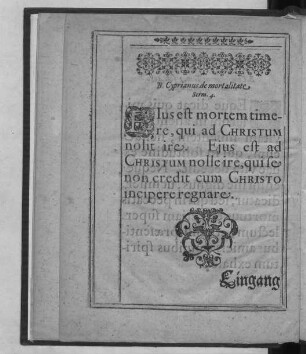 B. Cyprianus de mortalitate,
serm. 4.
Ejus est mortem time-
re, qui ad CHRISTUM
nolit ire. Ejus est ad
CHRISTUM nolle ire, qui se
non credit cum CHRISTO
incipere regnare.
Eingang